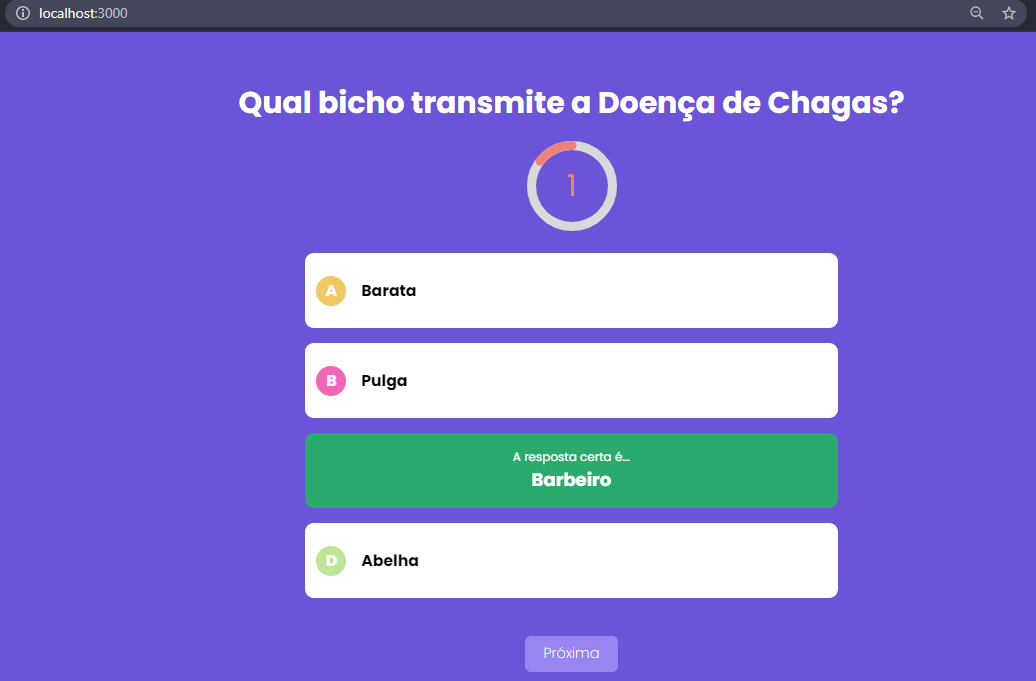 localhost:3000
Qual bicho transmite a Doença de Chagas?
1
A Barata
B Pulga
A resposta certa é...
Barbeiro
D Abelha
Próxima